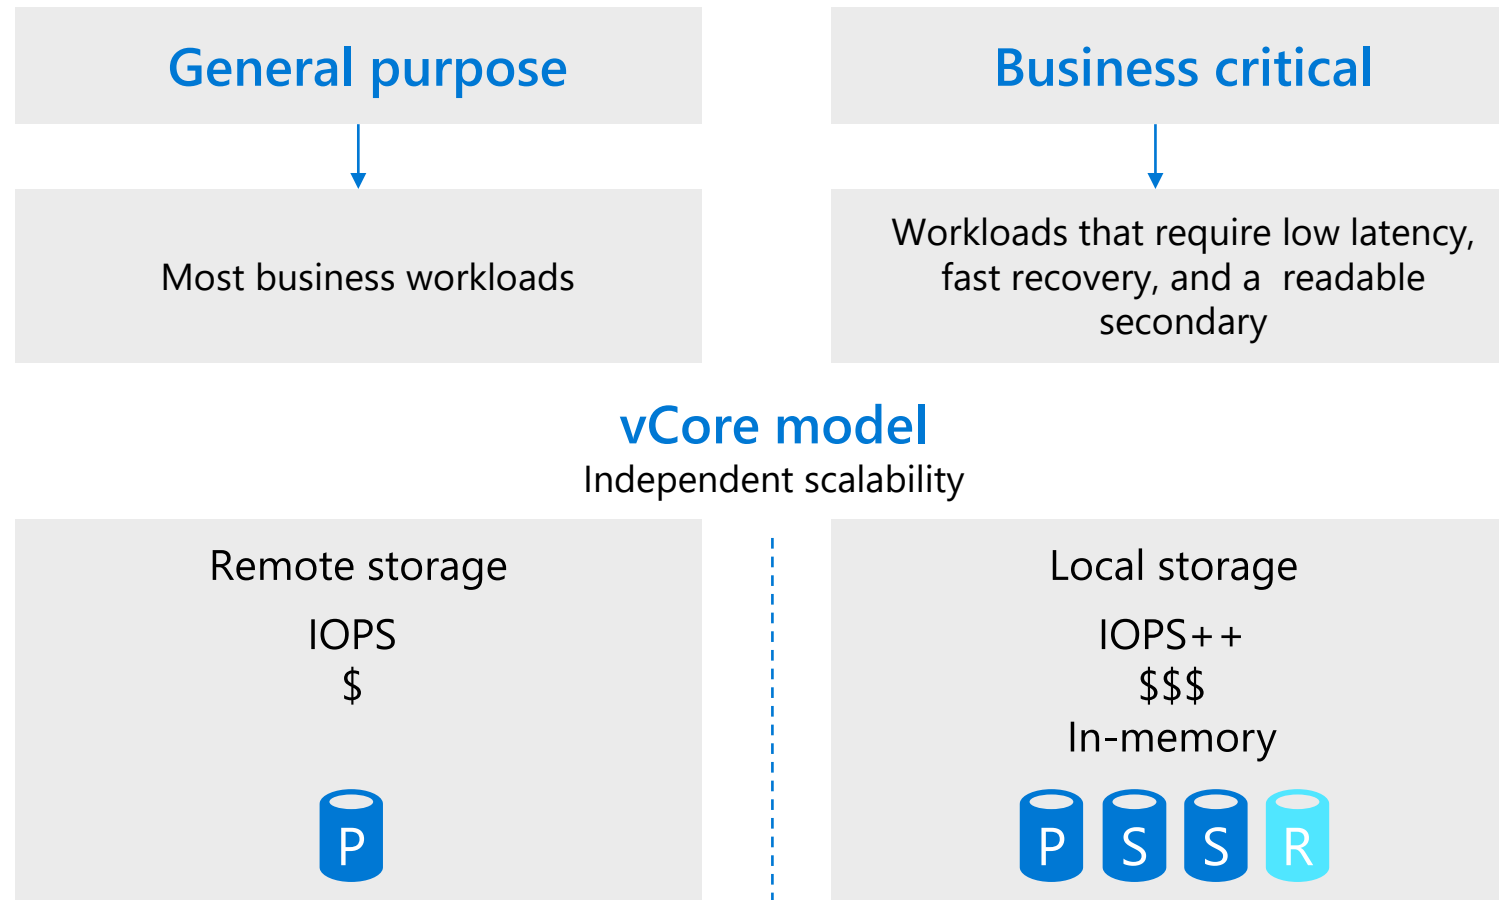 General purpose
Business critical
Most business workloads
Workloads that require low latency,
fast recovery, and a  readable
secondary
vCore model
Independent scalability
Remote storage
IOPS
$
P
Local storage
IOPS++
$$$
In-memory
P S S R